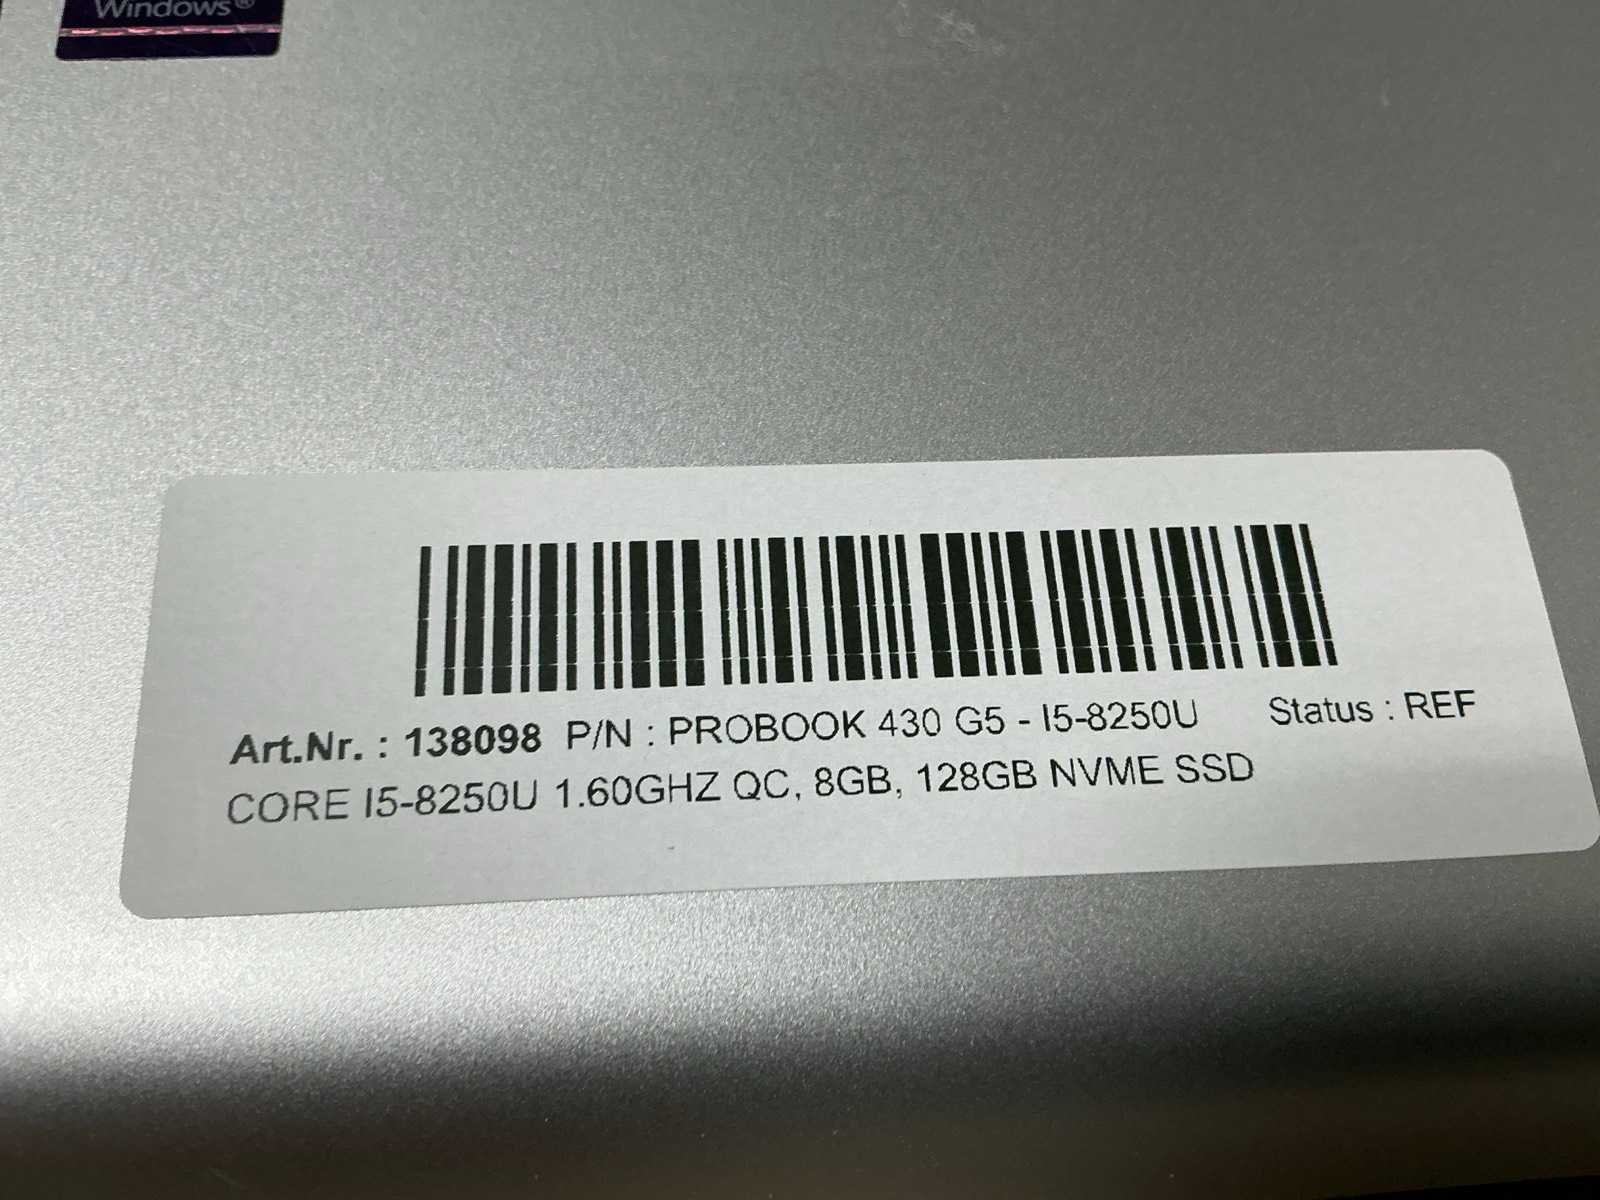 Windows®
Art.Nr. : 138098 P/N : PROBOOK 430 G5 - I5-8250U Status : REF
CORE I5-8250U 1.60GHZ QC, 8GB, 128GB NVME SSD